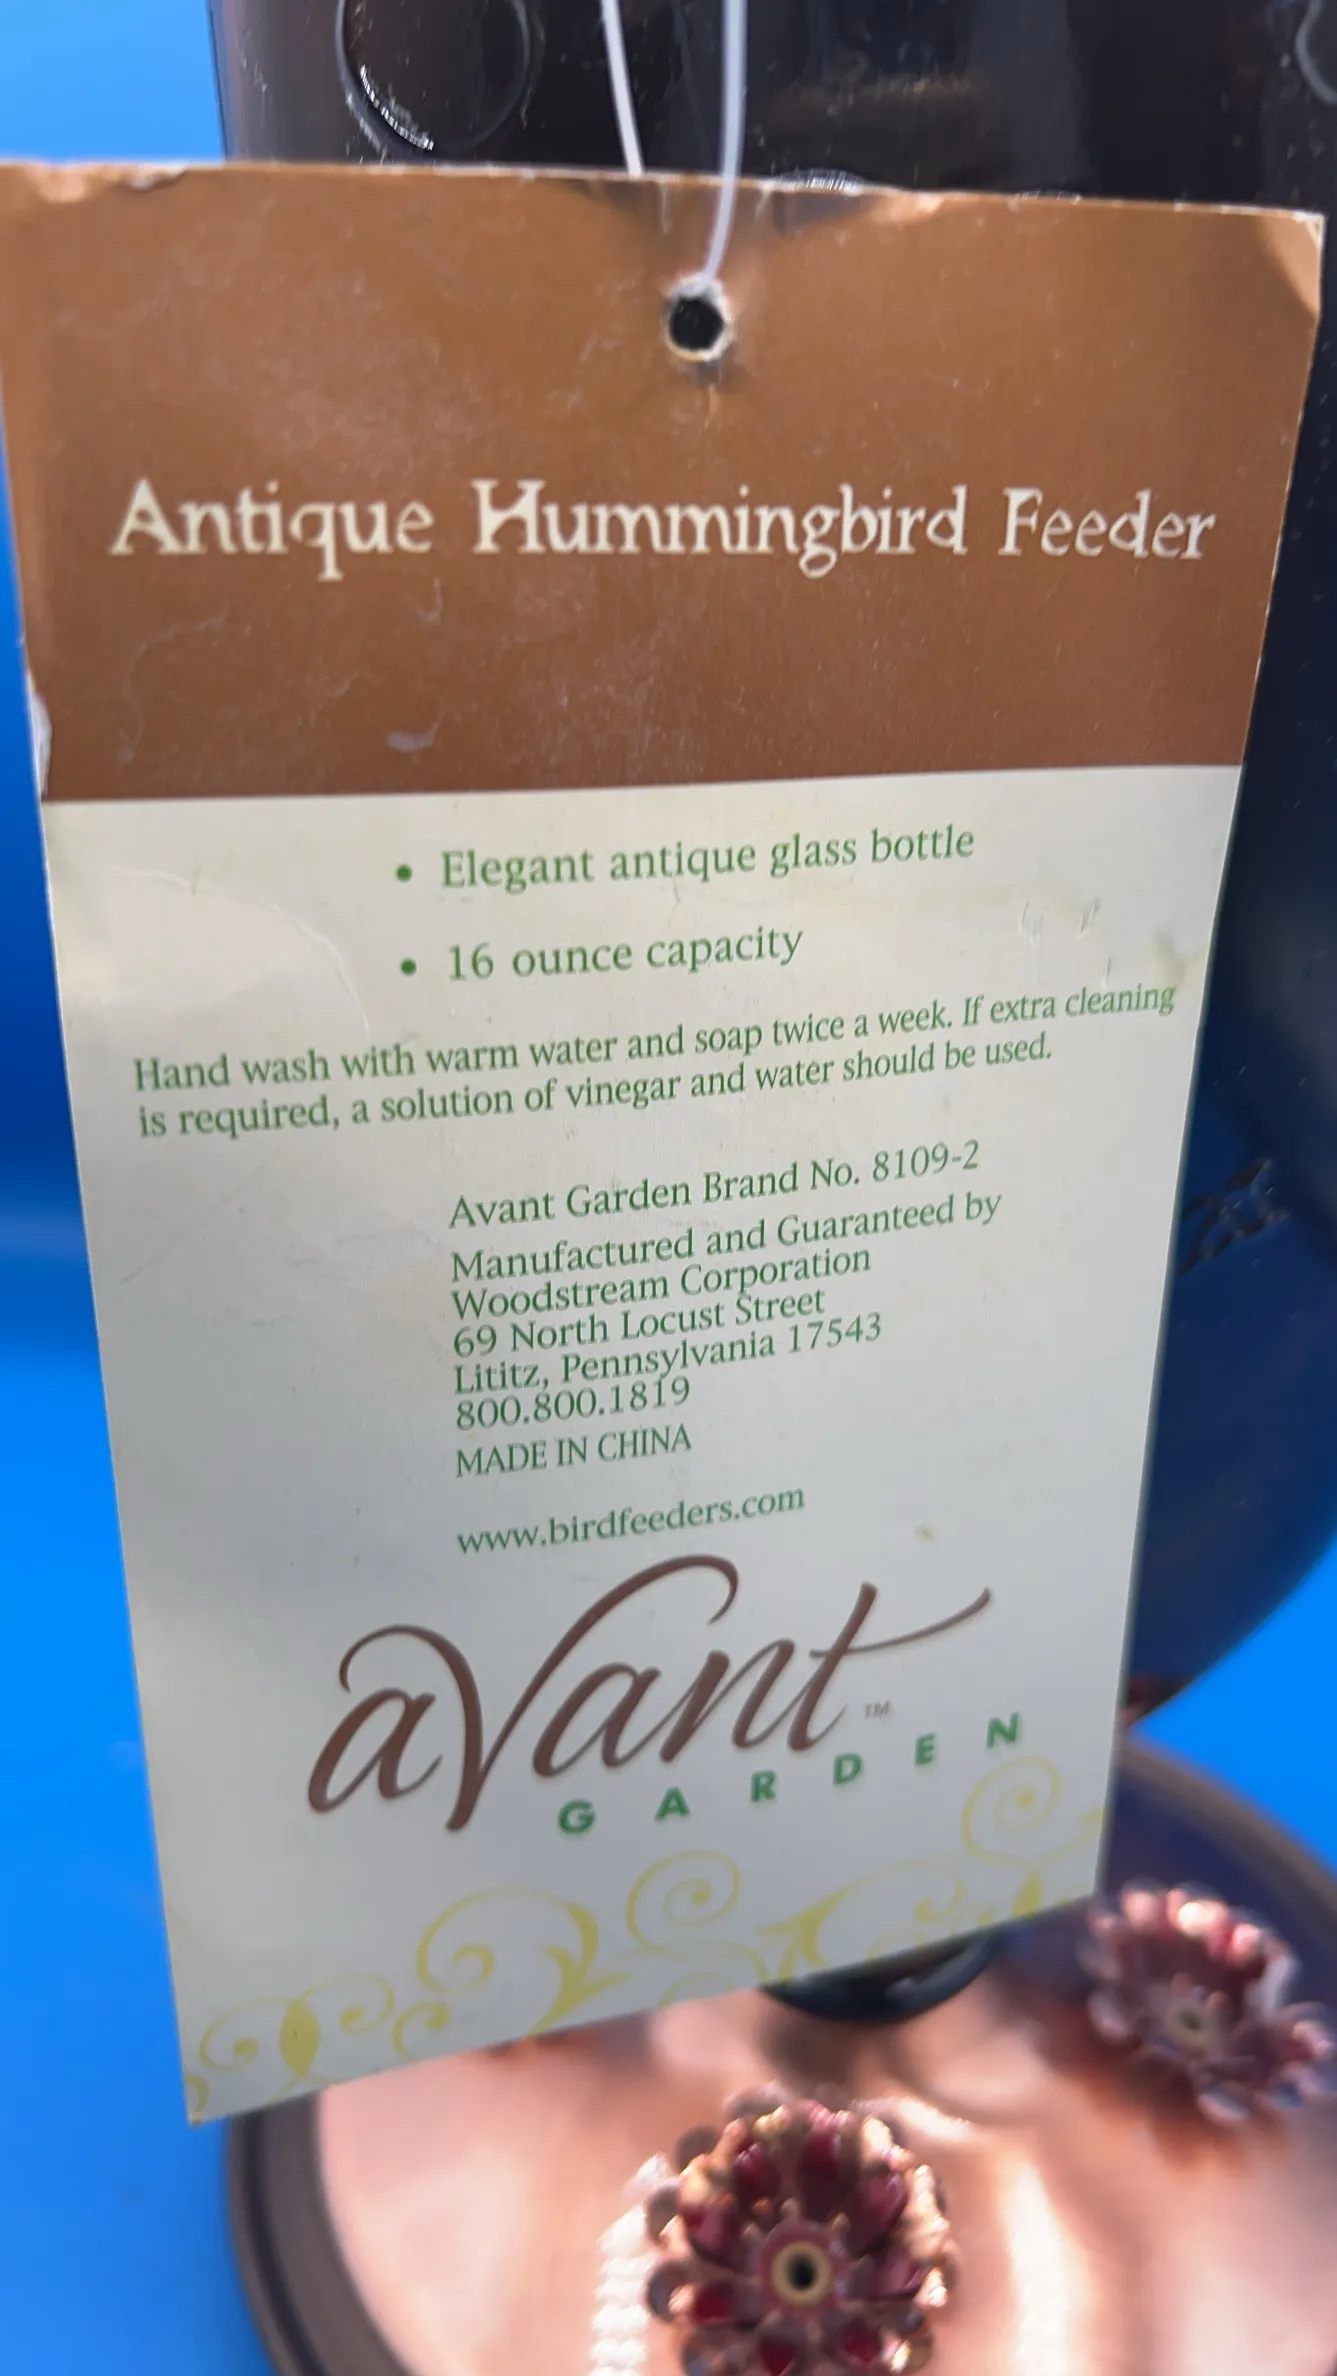 Antique Hummingbird Feeder
• Elegant antique glass bottle
• 16 ounce capacity
Hand wash with warm water and soap twice a week. If extra cleaning
is required, a solution of vinegar and water should be used.
Avant Garden Brand No. 8109-2
Manufactured and Guaranteed by
Woodstream Corporation
69 North Locust Street
Lititz, Pennsylvania 17543
800.800.1819
MADE IN CHINA
www.birdfeeders.com
avant™
GARDEN